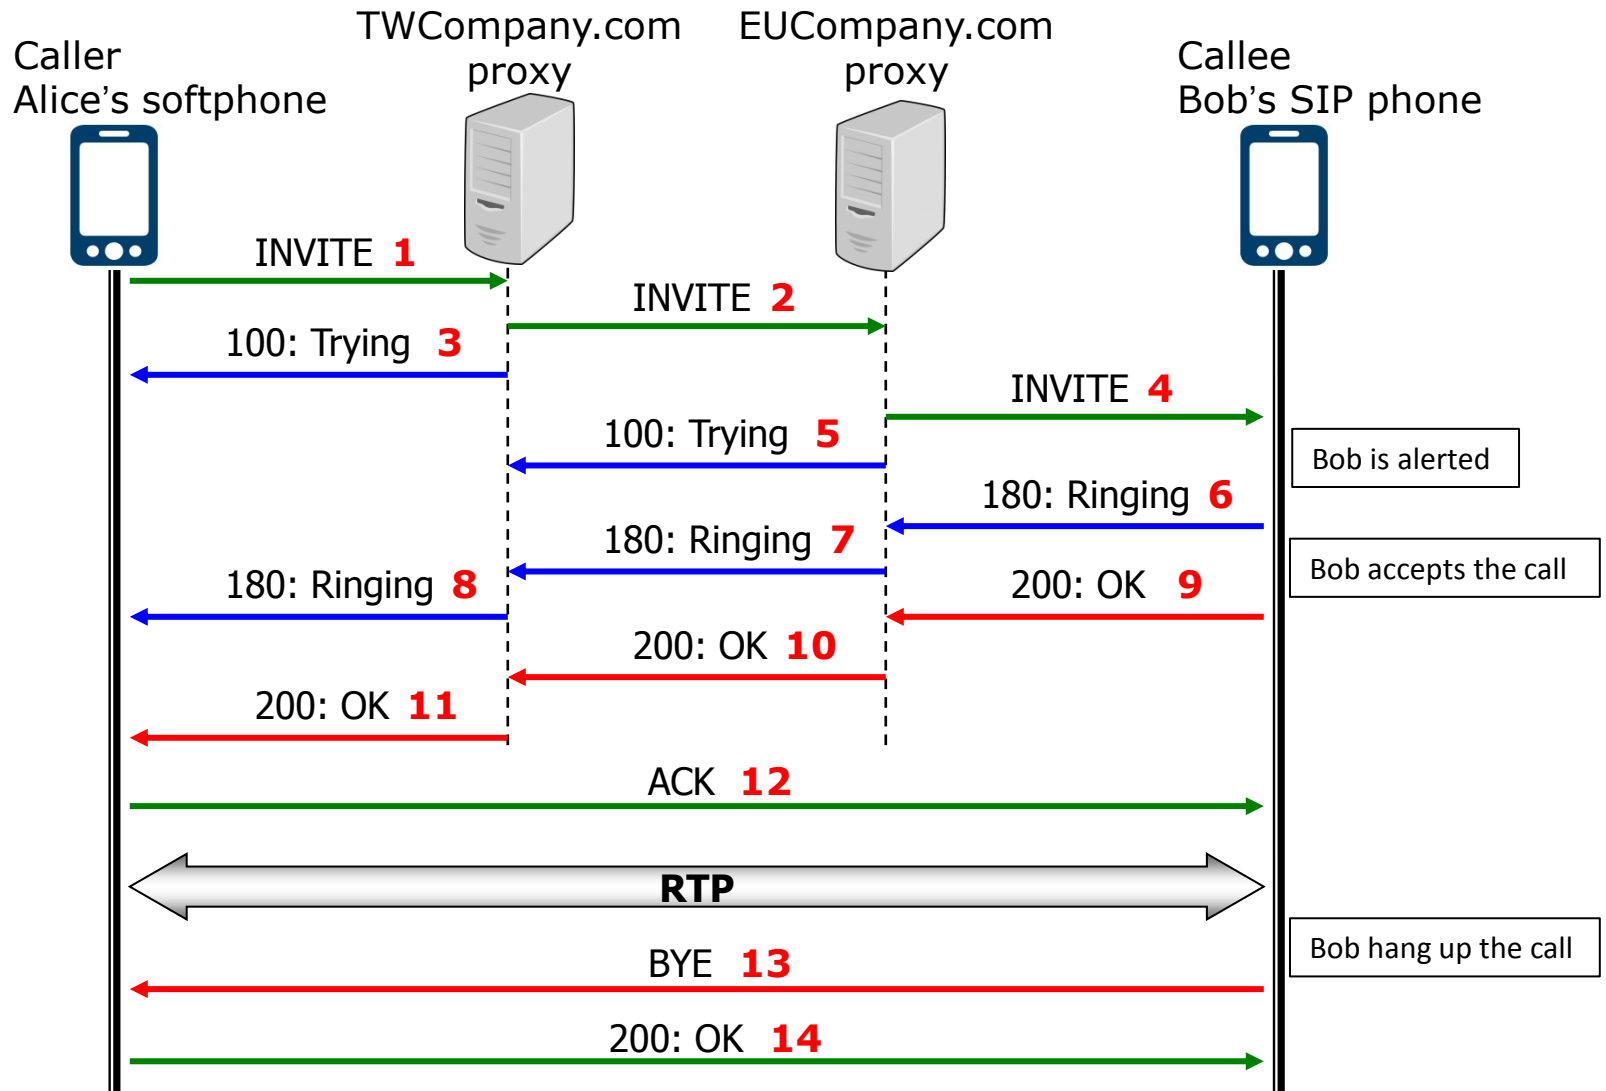 TWCompany.com
proxy
EUCompany.com
proxy
Caller
Alice’s softphone
Callee
Bob’s SIP phone
INVITE 1
INVITE 2
100: Trying 3
INVITE 4
100: Trying 5
Bob is alerted
180: Ringing 6
180: Ringing 7
Bob accepts the call
180: Ringing 8
200: OK 9
200: OK 10
200: OK 11
ACK 12
RTP
Bob hang up the call
BYE 13
200: OK 14